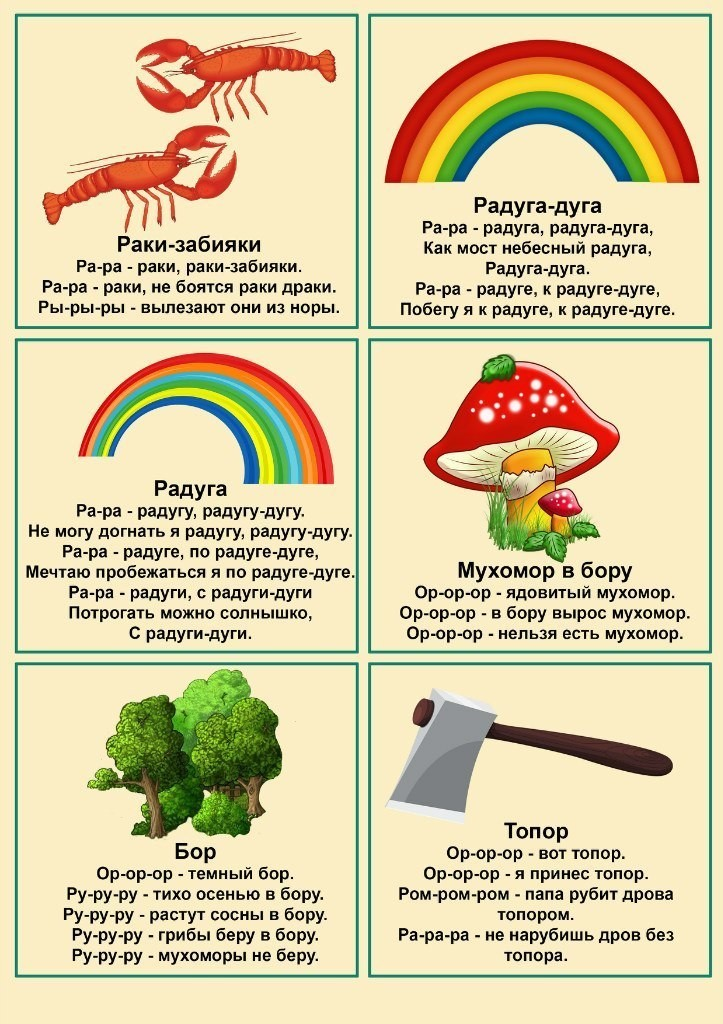 Раки-забияки
Ра-ра - раки, раки-забияки.
Ра-ра - раки, не боятся раки драки.
Ры-ры-ры - вылезают они из норы.
Радуга-дуга
Ра-ра - радуга, радуга-дуга,
Как мост небесный радуга,
Радуга-дуга.
Ра-ра - радуге, к радуге-дуге,
Побегу я к радуге, к радуге-дуге.
Радуга
Ра-ра - радугу, радугу-дугу.
Не могу догнать я радугу, радугу-дугу.
Ра-ра - радуге, по радуге-дуге,
Мечтаю пробежаться я по радуге-дуге.
Ра-ра - радуги, с радуги-дуги
Потрогать можно солнышко,
С радуги-дуги.
Мухомор в бору
Ор-ор-ор - ядовитый мухомор.
Ор-ор-ор - в бору вырос мухомор.
Ор-ор-ор - нельзя есть мухомор.
Бор
Ор-ор-ор - темный бор.
Ру-ру-ру - тихо осенью в бору.
Ру-ру-ру - растут сосны в бору.
Ру-ру-ру - грибы беру в бору.
Ру-ру-ру - мухоморы не беру.
Топор
Ор-ор-ор - вот топор.
Ор-ор-ор - я принес топор.
Ром-ром-ром - папа рубит дрова
топором.
Ра-ра-ра - не нарубишь дров без
топора.